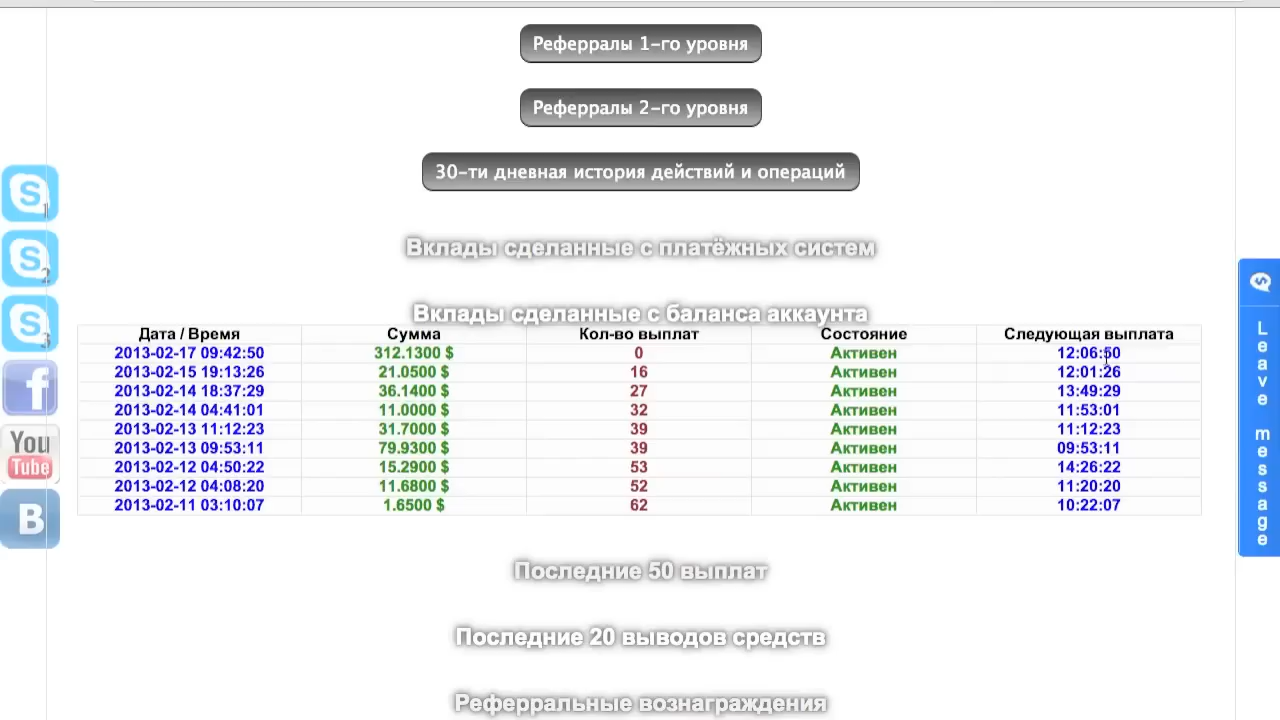 Реферралы 1-го уровня
Реферралы 2-го уровня
30-ти дневная история действий и операций
Вклады сделанные с платёжных систем
Вклады сделанные с баланса аккаунта
Дата / Время Сумма Кол-во выплат Состояние Следующая выплата
2013-02-17 09:42:50 312.1300 $ 0 Активен 12:06:50
2013-02-15 19:13:26 21.0500 $ 16 Активен 12:01:26
2013-02-14 18:37:29 36.1400 $ 27 Активен 13:49:29
2013-02-14 04:41:01 11.0000 $ 32 Активен 11:53:01
2013-02-13 11:12:23 31.7000 $ 39 Активен 11:12:23
2013-02-13 09:53:11 79.9300 $ 39 Активен 09:53:11
2013-02-12 04:50:22 15.2900 $ 53 Активен 14:26:22
2013-02-12 04:08:20 11.6800 $ 52 Активен 11:20:20
2013-02-11 03:10:07 1.6500 $ 62 Активен 10:22:07
Последние 50 выплат
Последние 20 выводов средств
Реферральные вознаграждения
S 1
S 2
S 3
f
You
Tube
B
Leave message